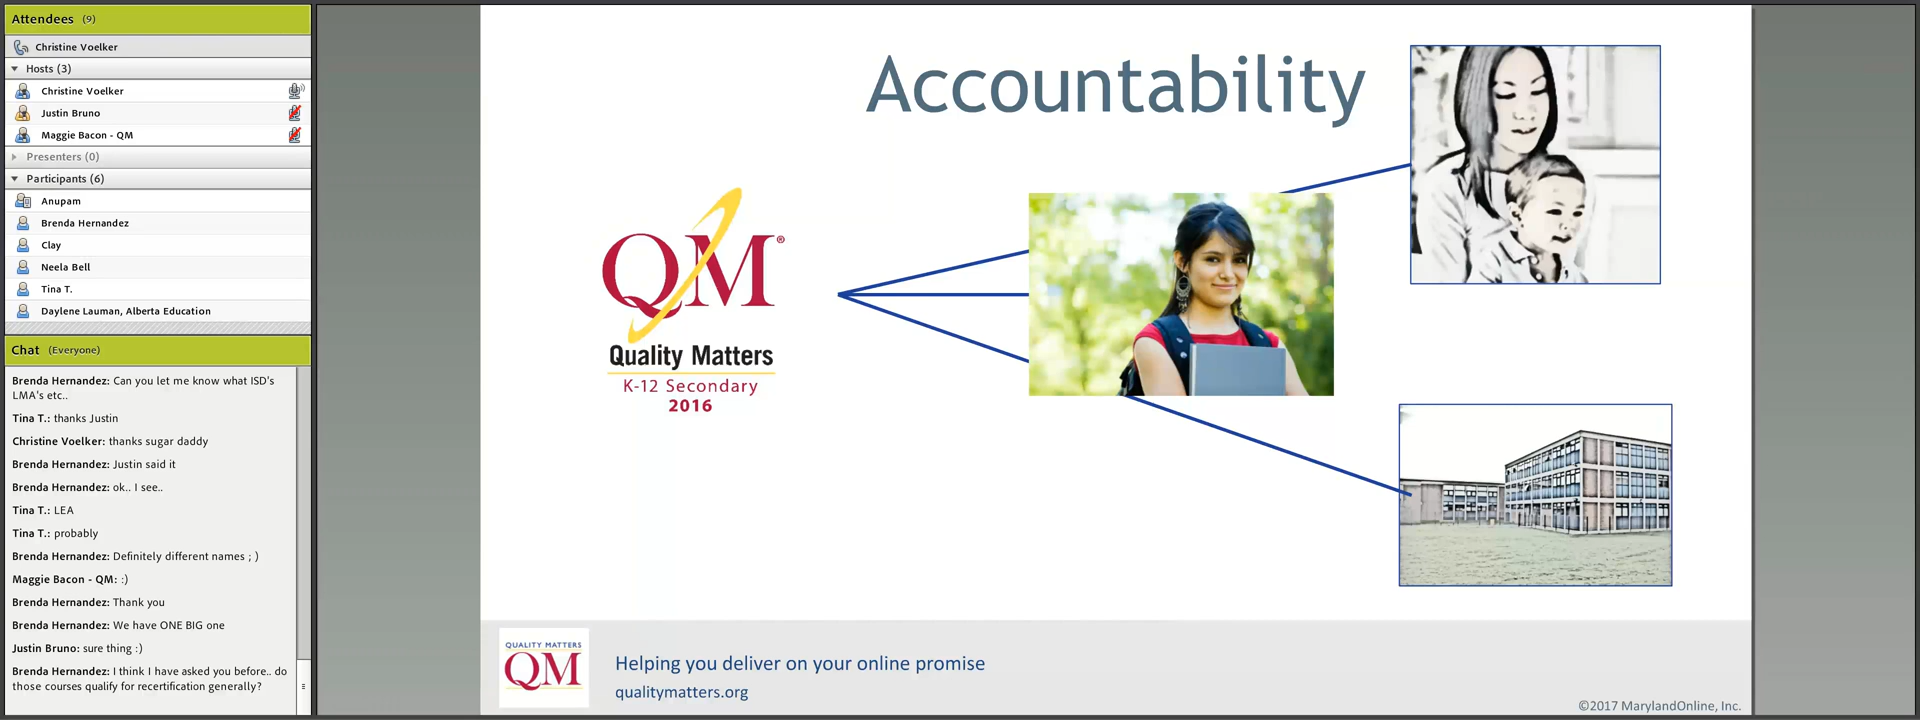 Attendees (9)
Christine Voelker
Hosts (3)
Christine Voelker
Justin Bruno
Maggie Bacon - QM
Presenters (0)
Participants (6)
Anupam
Brenda Hernandez
Clay
Neela Bell
Tina T.
Daylene Lauman, Alberta Education
Chat (Everyone)
Brenda Hernandez: Can you let me know what ISD's
LMA's etc..
Tina T.: thanks Justin
Christine Voelker: thanks sugar daddy
Brenda Hernandez: Justin said it
Brenda Hernandez: ok.. I see..
Tina T.: LEA
Tina T.: probably
Brenda Hernandez: Definitely different names ; )
Maggie Bacon - QM: :)
Brenda Hernandez: Thank you
Brenda Hernandez: We have ONE BIG one
Justin Bruno: sure thing :)
Brenda Hernandez: I think I have asked you before.. do
those courses qualify for recertification generally?
Accountability
QM®
Quality Matters
K-12 Secondary
2016
QUALITY MATTERS
QM
Helping you deliver on your online promise
qualitymatters.org
©2017 MarylandOnline, Inc.